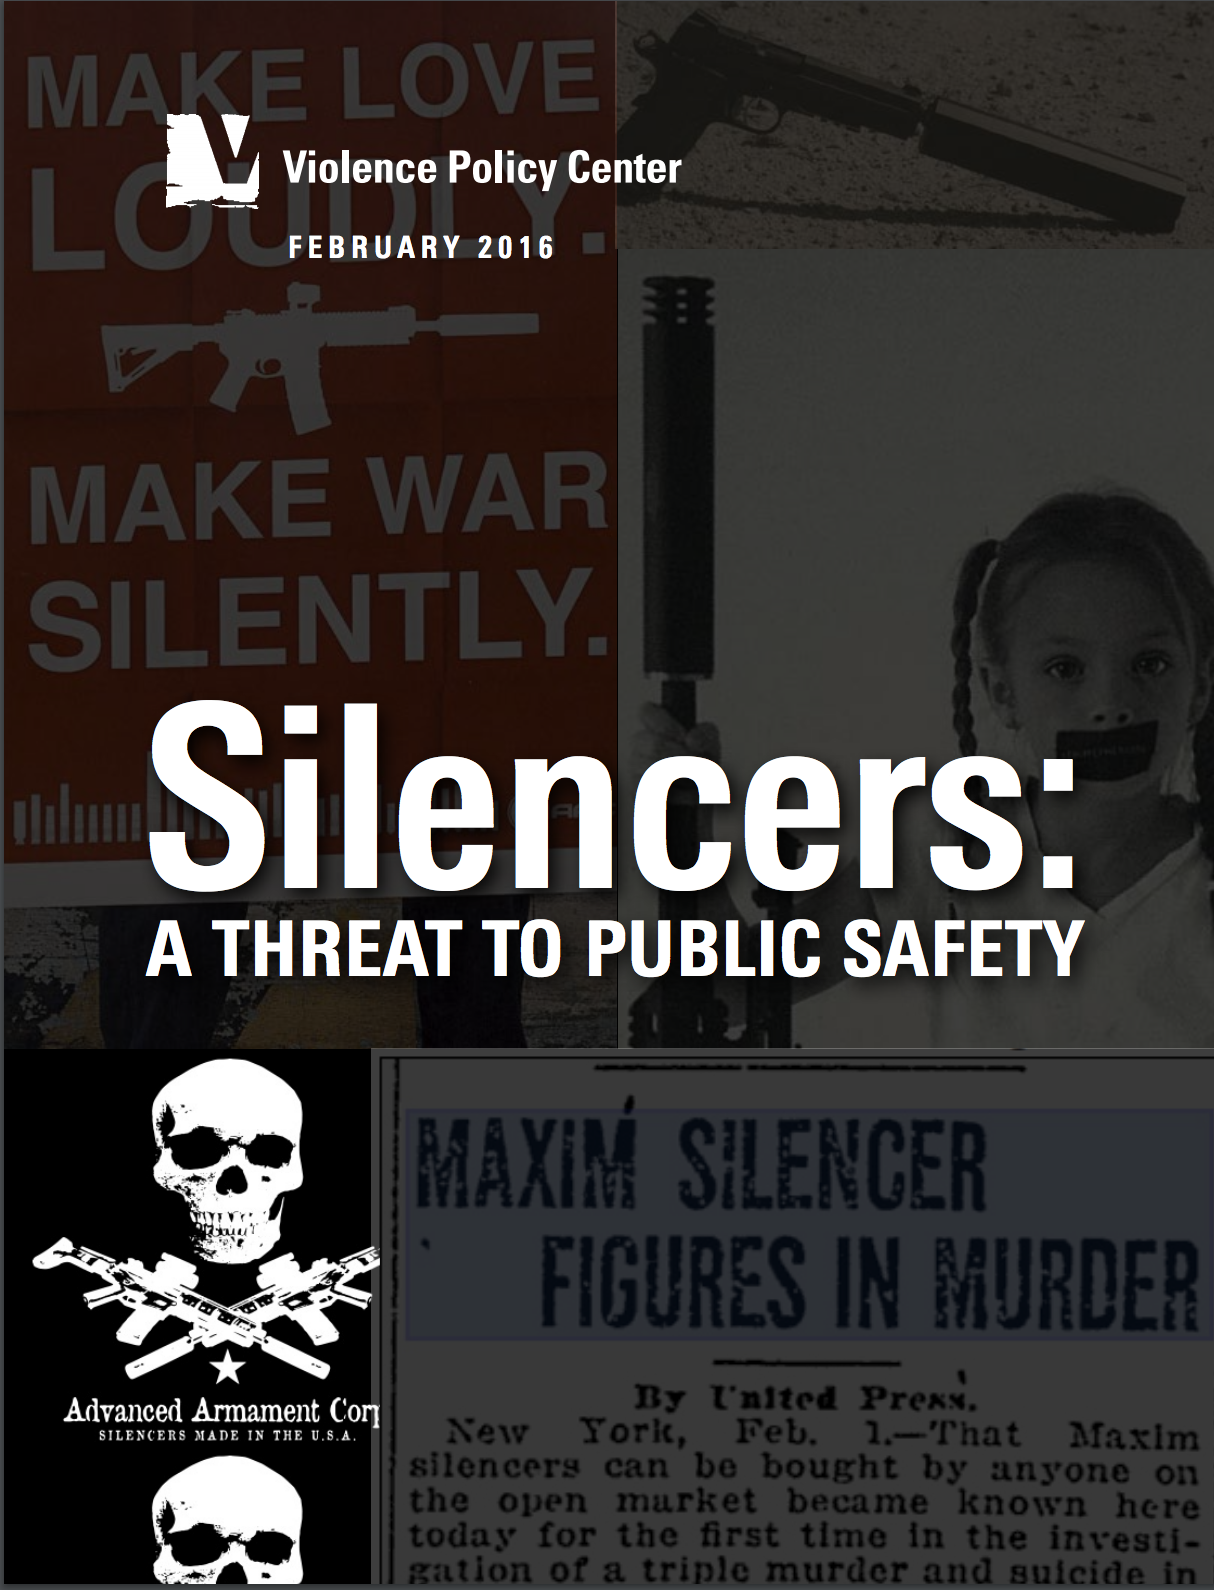 MAKE LOVE
LOUDLY.
Violence Policy Center
FEBRUARY 2016
MAKE WAR
SILENTLY.
Silencers:
A THREAT TO PUBLIC SAFETY
Advanced Armament Corp
SILENCERS MADE IN THE U.S.A.
MAXIM SILENCER
FIGURES IN MURDER
By United Press.
New York, Feb. 1.—That Maxim
silencers can be bought by anyone on
the open market became known here
today for the first time in the investi-
gation of a triple murder and suicide in